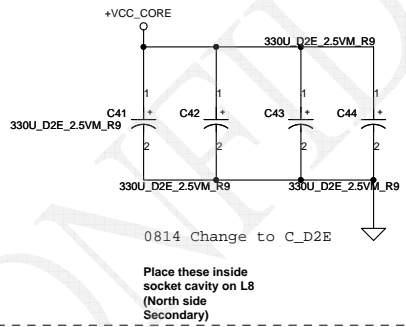 +VCC_CORE
330U_D2E_2.5VM_R9
1 1 1 1
C41 + C42 + C43 + C44 +
330U_D2E_2.5VM_R9
2 2 2 2
330U_D2E_2.5VM_R9 330U_D2E_2.5VM_R9
0814 Change to C_D2E
Place these inside
socket cavity on L8
(North side
Secondary)